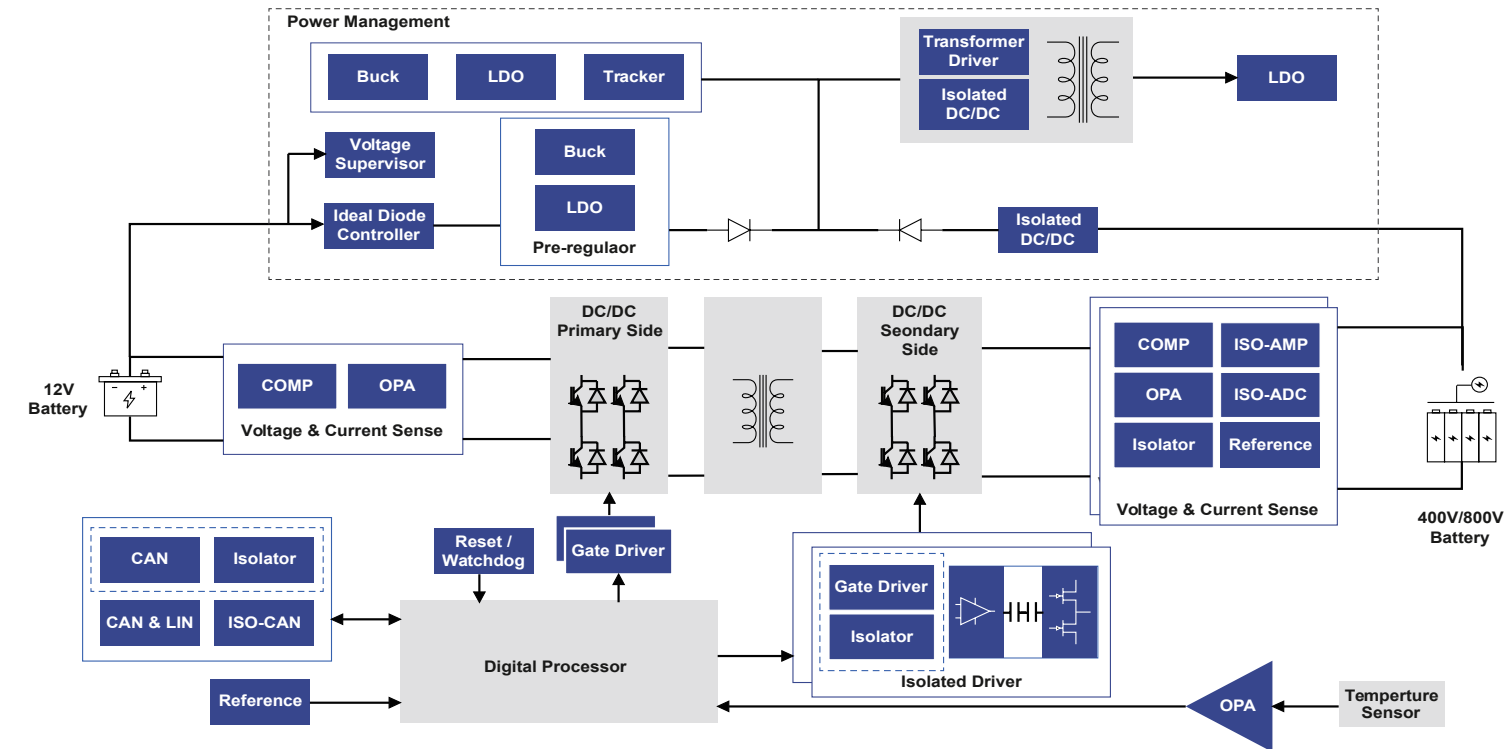 Power Management
Buck
LDO
Tracker
Transformer
Driver
Isolated
DC/DC
LDO
Voltage
Supervisor
Ideal Diode
Controller
Buck
LDO
Pre-regulaor
Isolated
DC/DC
12V
Battery
COMP
OPA
Voltage & Current Sense
DC/DC
Primary Side
DC/DC
Seondary
Side
COMP
ISO-AMP
OPA
ISO-ADC
Isolator
Reference
Voltage & Current Sense
400V/800V
Battery
CAN
Isolator
CAN & LIN
ISO-CAN
Reset /
Watchdog
Gate Driver
Gate Driver
Isolator
Isolated Driver
Digital Processor
Reference
OPA
Temperture
Sensor